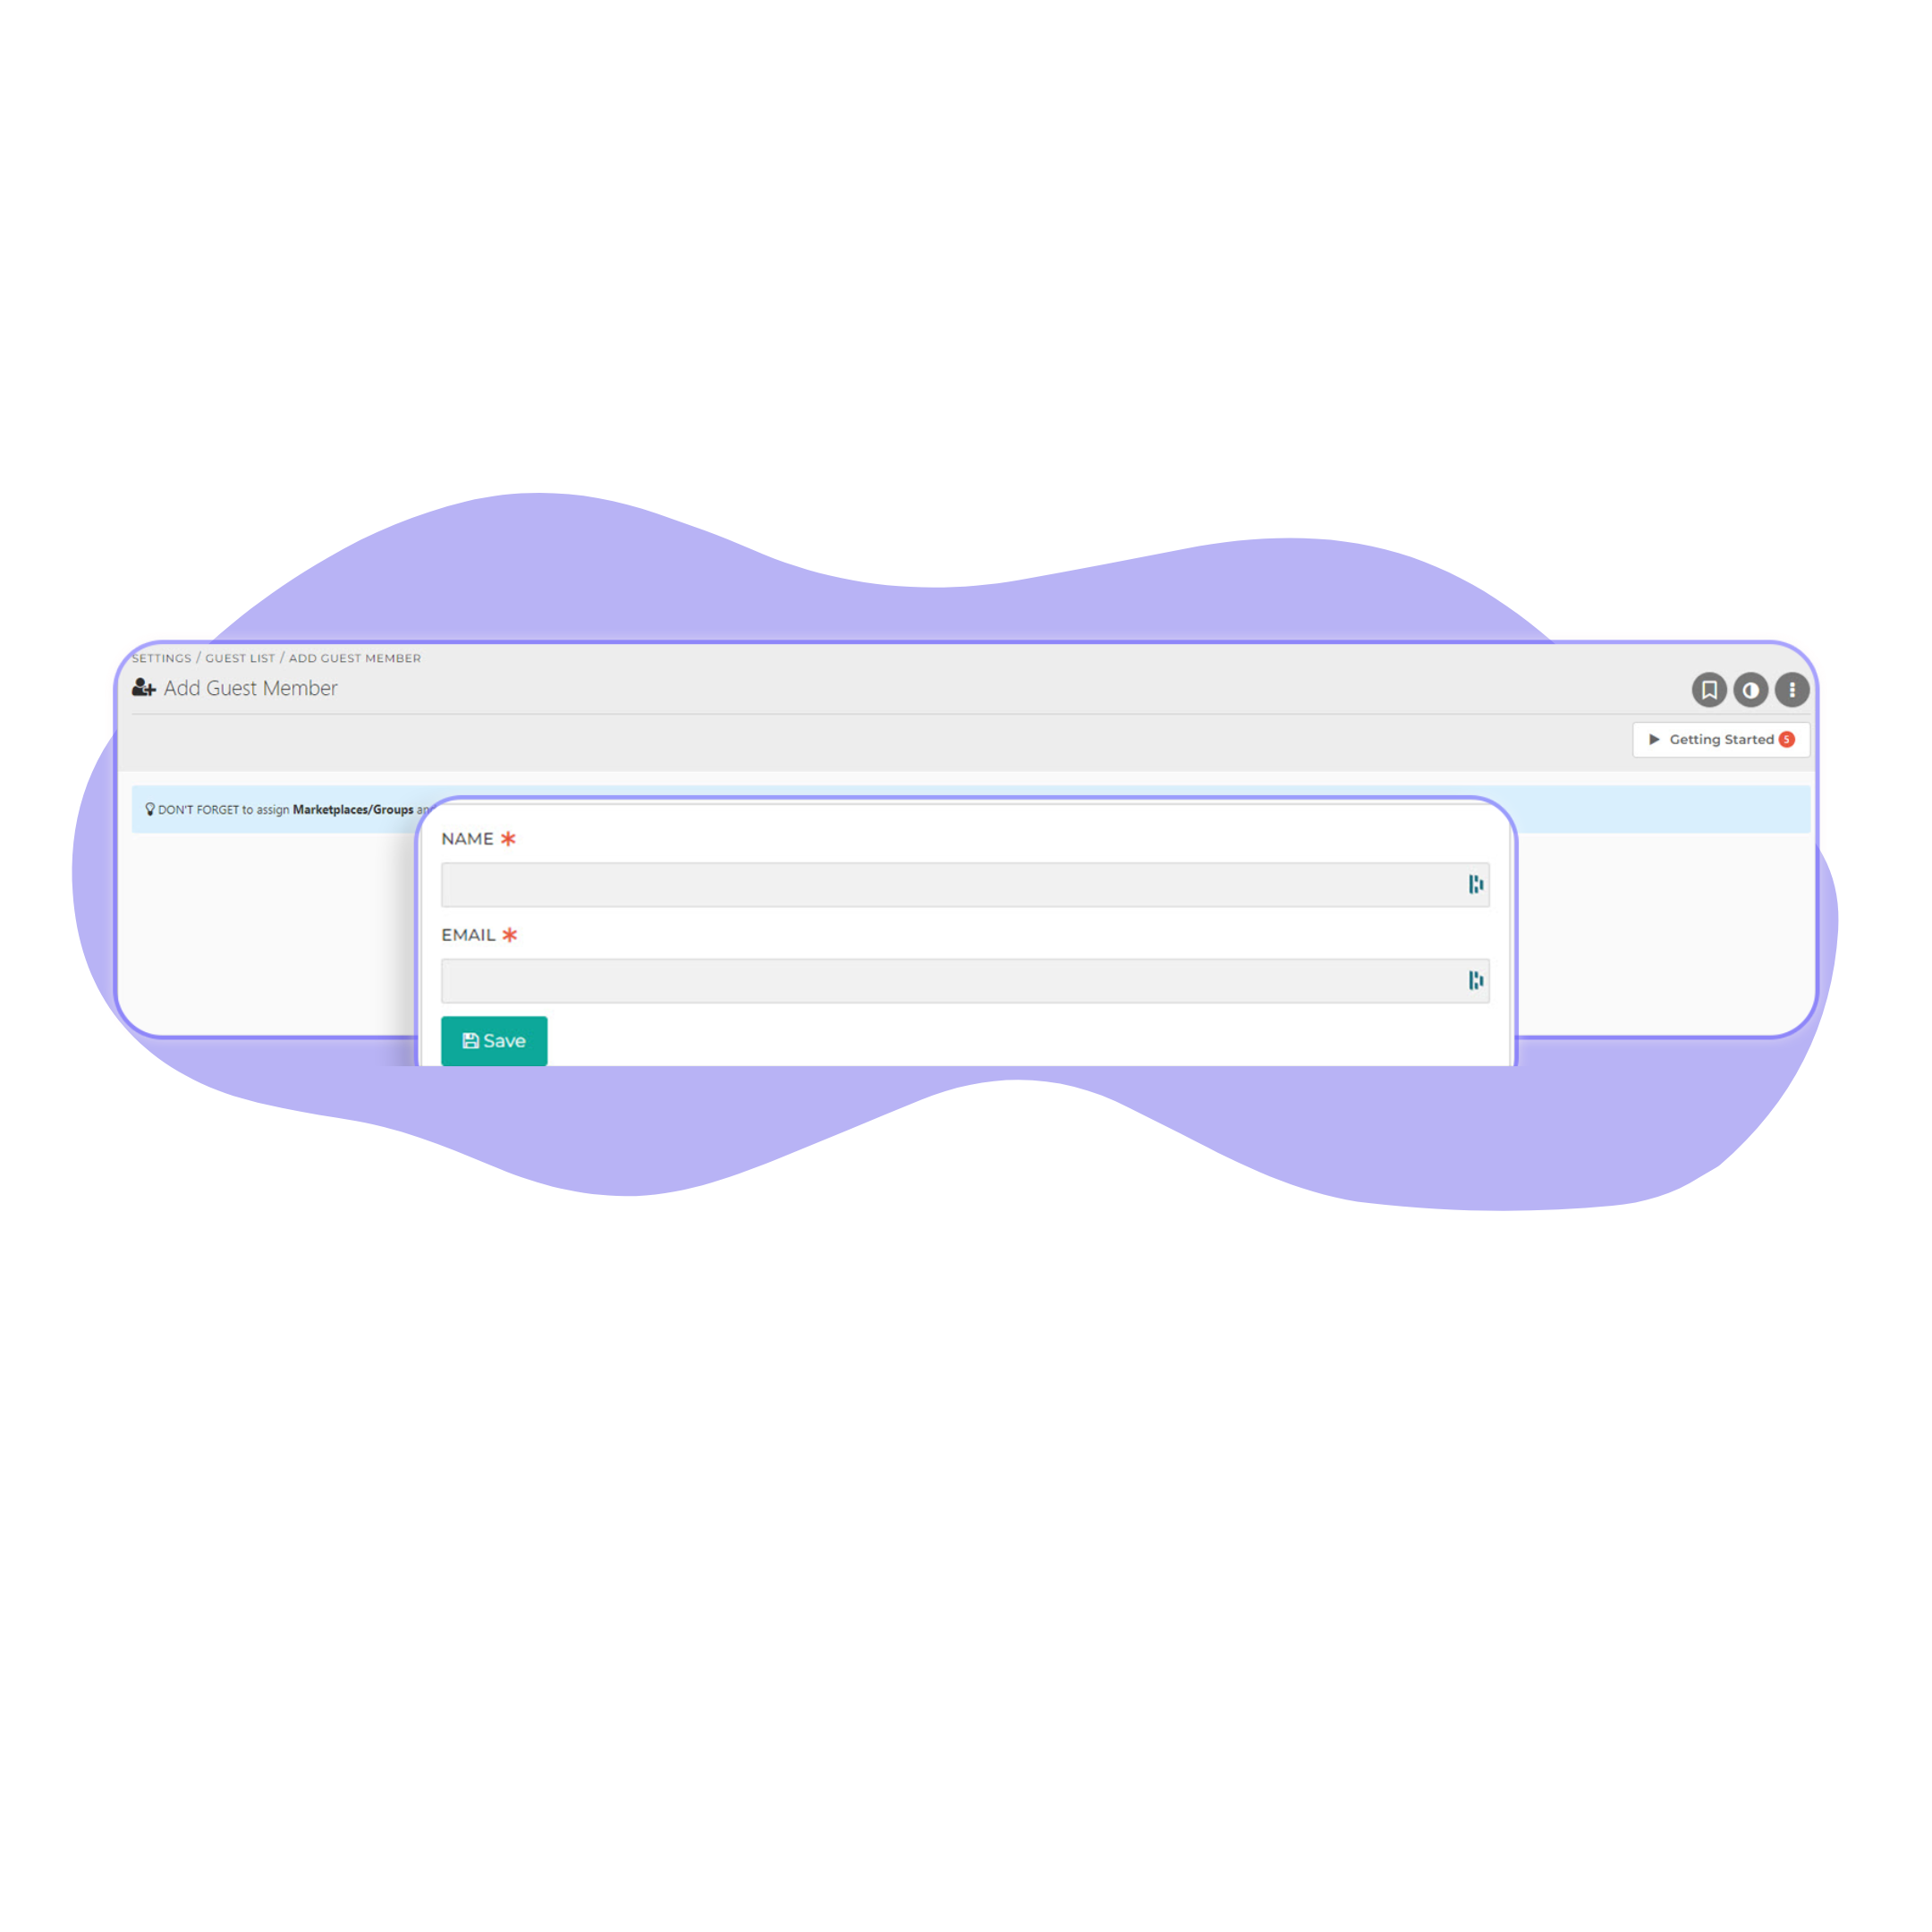 SETTINGS / GUEST LIST / ADD GUEST MEMBER
Add Guest Member
Getting Started 5
DON'T FORGET to assign Marketplaces/Groups
NAME *
EMAIL *
Save